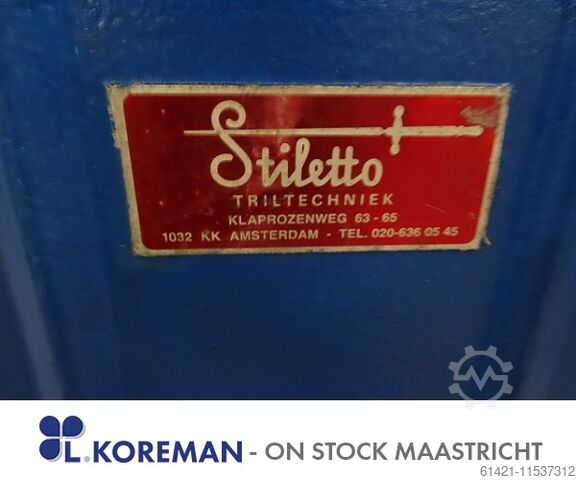 Stiletto
TRILTECHNIEK
KLAPROZENWEG 63 - 65
1032 KK AMSTERDAM - TEL. 020-636 05 45
L.KOREMAN - ON STOCK MAASTRICHT
61421-11537312